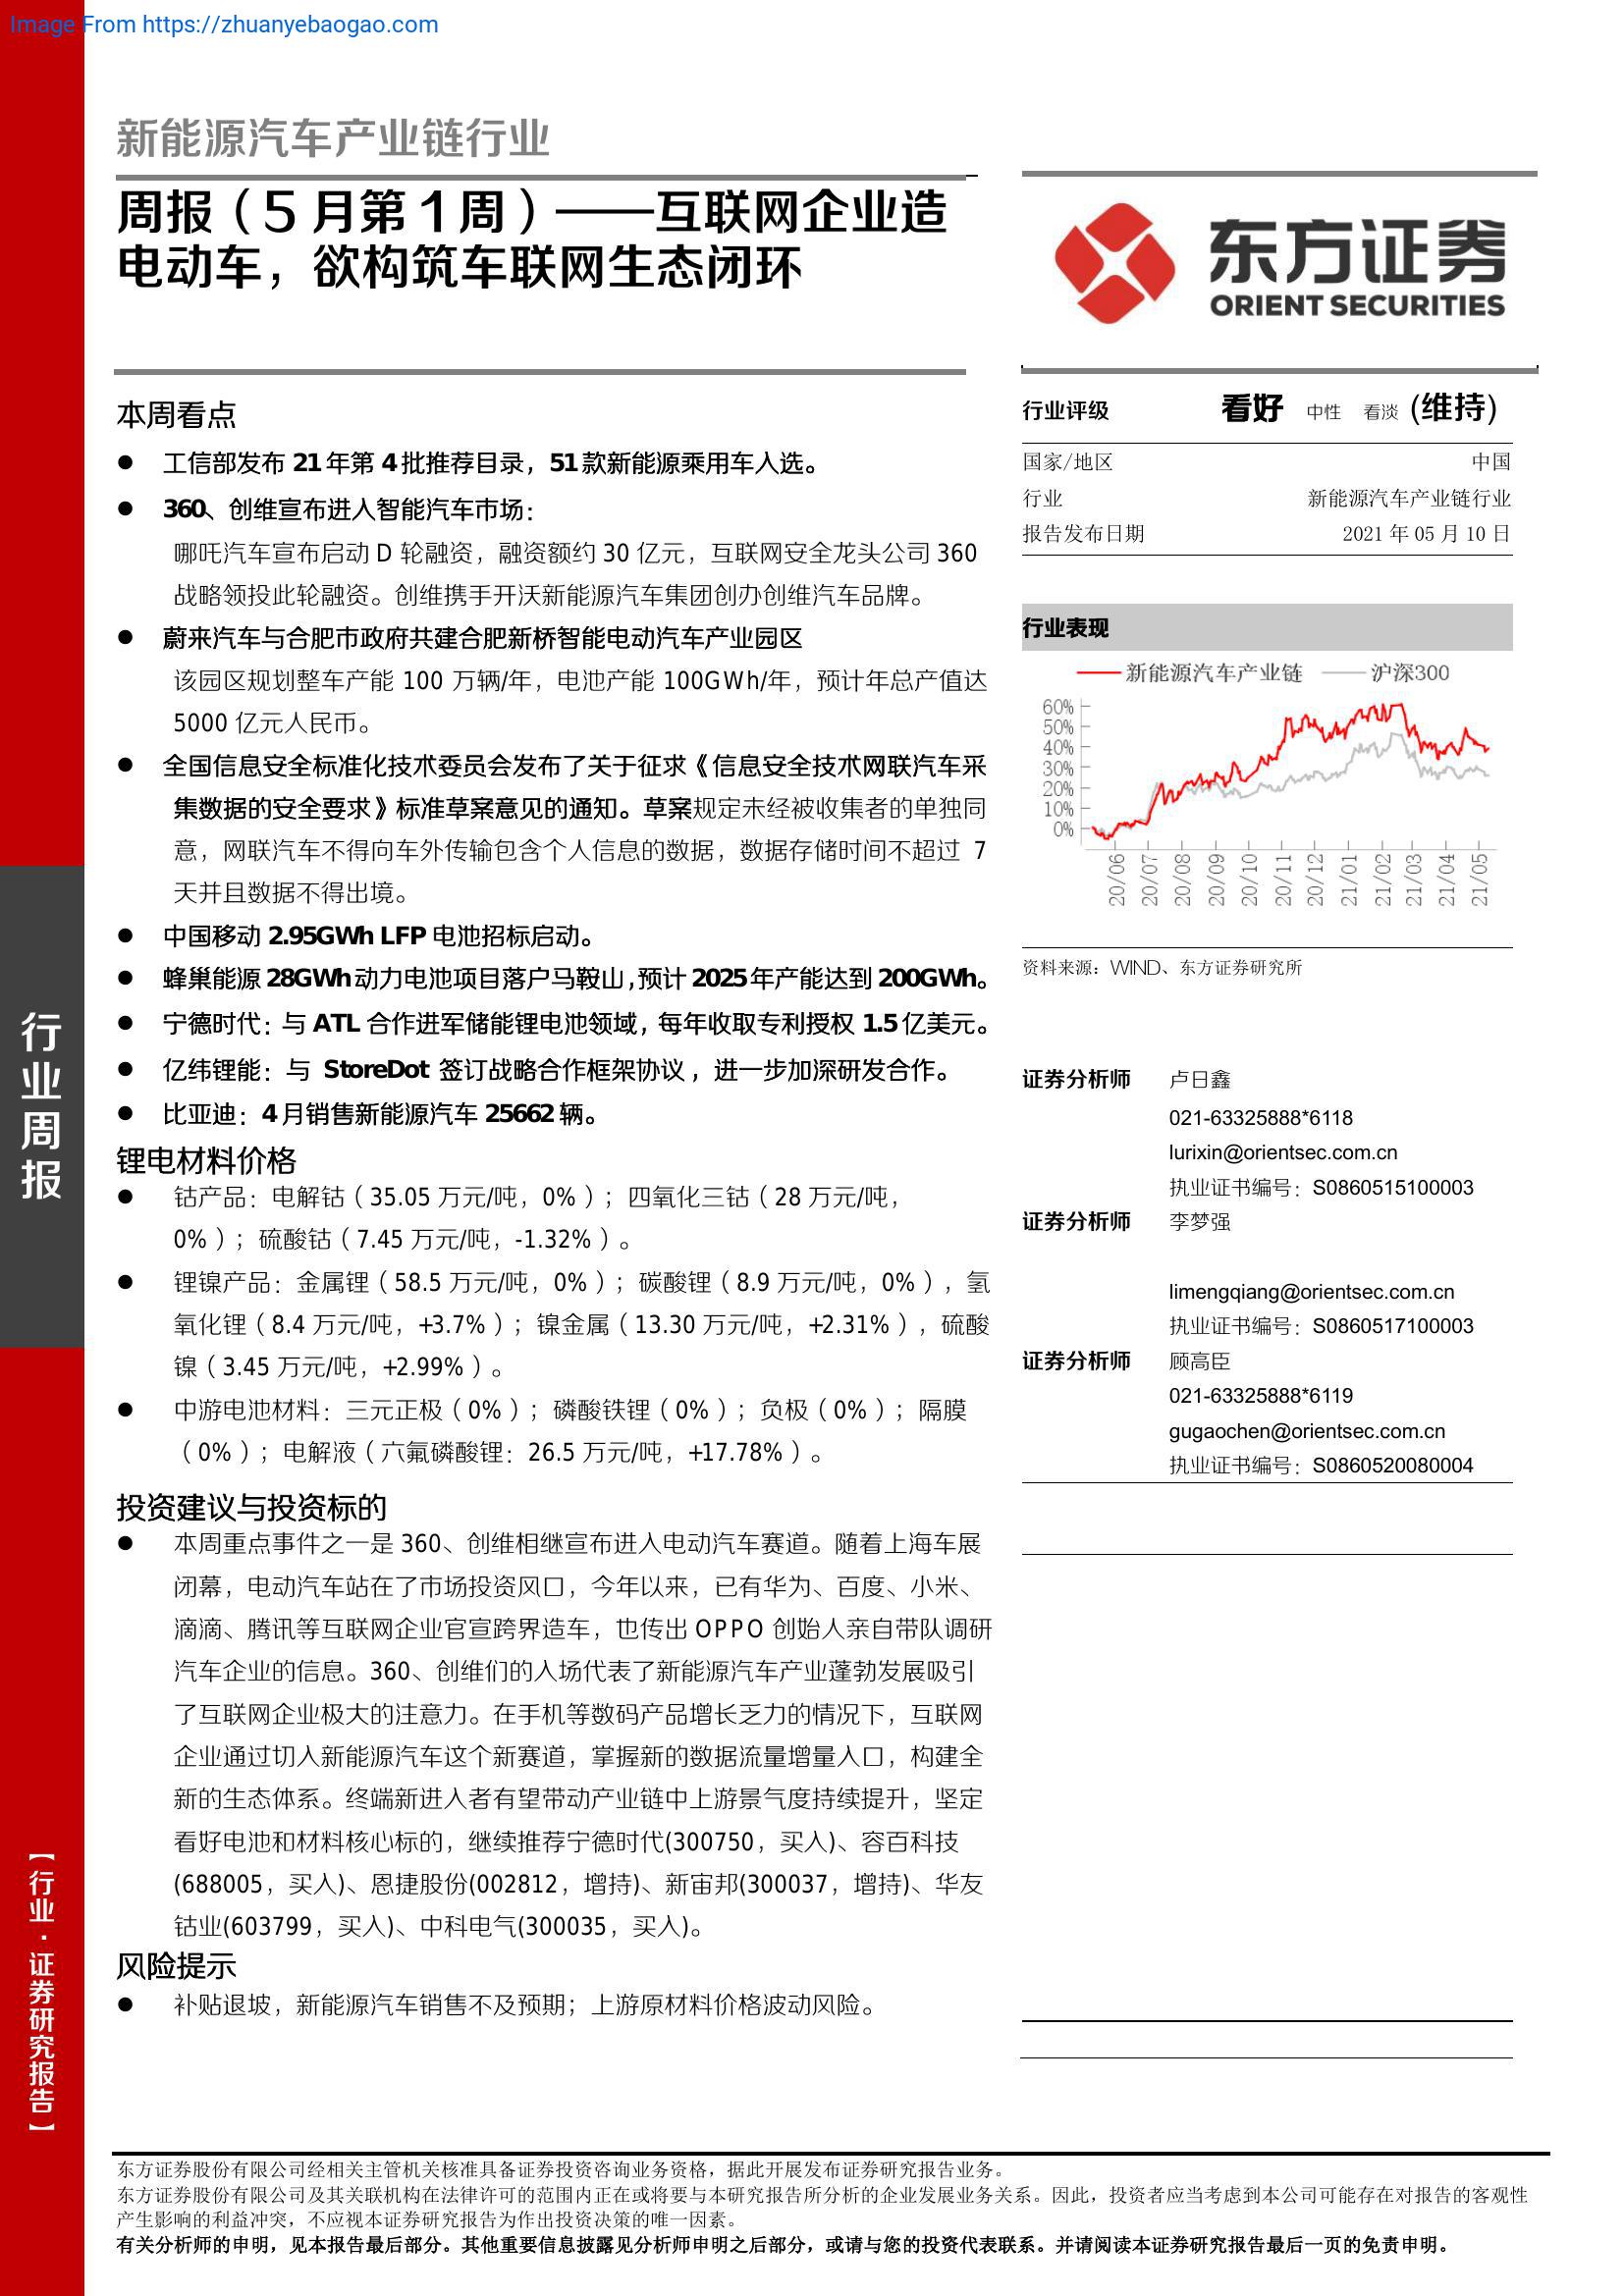 Image From https://zhuanyebaogao.com
新能源汽车产业链行业
周报（5 月第 1 周）——互联网企业造
电动车，欲构筑车联网生态闭环
东方证券
ORIENT SECURITIES
本周看点
● 工信部发布 21 年第 4 批推荐目录，51 款新能源乘用车入选。
● 360、创维宣布进入智能汽车市场：
哪吒汽车宣布启动 D 轮融资，融资额约 30 亿元，互联网安全龙头公司 360
战略领投此轮融资。创维携手开沃新能源汽车集团创办创维汽车品牌。
● 蔚来汽车与合肥市政府共建合肥新桥智能电动汽车产业园区
该园区规划整车产能 100 万辆/年，电池产能 100GWh/年，预计年总产值达
5000 亿元人民币。
● 全国信息安全标准化技术委员会发布了关于征求《信息安全技术网联汽车采
集数据的安全要求》标准草案意见的通知。草案规定未经被收集者的单独同
意，网联汽车不得向车外传输包含个人信息的数据，数据存储时间不超过 7
天并且数据不得出境。
● 中国移动 2.95GWh LFP 电池招标启动。
● 蜂巢能源 28GWh 动力电池项目落户马鞍山，预计 2025 年产能达到 200GWh。
● 宁德时代：与 ATL 合作进军储能锂电池领域，每年收取专利授权 1.5 亿美元。
● 亿纬锂能：与 StoreDot 签订战略合作框架协议，进一步加深研发合作。
● 比亚迪：4 月销售新能源汽车 25662 辆。
锂电材料价格
● 钴产品：电解钴（35.05 万元/吨，0%）；四氧化三钴（28 万元/吨，
0%）；硫酸钴（7.45 万元/吨，-1.32%）。
● 锂镍产品：金属锂（58.5 万元/吨，0%）；碳酸锂（8.9 万元/吨，0%），氢
氧化锂（8.4 万元/吨，+3.7%）；镍金属（13.30 万元/吨，+2.31%），硫酸
镍（3.45 万元/吨，+2.99%）。
● 中游电池材料：三元正极（0%）；磷酸铁锂（0%）；负极（0%）；隔膜
（0%）；电解液（六氟磷酸锂：26.5 万元/吨，+17.78%）。
投资建议与投资标的
● 本周重点事件之一是 360、创维相继宣布进入电动汽车赛道。随着上海车展
闭幕，电动汽车站在了市场投资风口，今年以来，已有华为、百度、小米、
滴滴、腾讯等互联网企业官宣跨界造车，也传出 OPPO 创始人亲自带队调研
汽车企业的信息。360、创维们的入场代表了新能源汽车产业蓬勃发展吸引
了互联网企业极大的注意力。在手机等数码产品增长乏力的情况下，互联网
企业通过切入新能源汽车这个新赛道，掌握新的数据流量增量入口，构建全
新的生态体系。终端新进入者有望带动产业链中上游景气度持续提升，坚定
看好电池和材料核心标的，继续推荐宁德时代(300750，买入)、容百科技
(688005，买入)、恩捷股份(002812，增持)、新宙邦(300037，增持)、华友
钴业(603799，买入)、中科电气(300035，买入)。
风险提示
● 补贴退坡，新能源汽车销售不及预期；上游原材料价格波动风险。
行业评级 看好 中性 看淡 (维持)
国家/地区 中国
行业 新能源汽车产业链行业
报告发布日期 2021 年 05 月 10 日
行业表现
新能源汽车产业链 沪深300
60%
50%
40%
30%
20%
10%
0%
20/06 20/07 20/08 20/09 20/10 20/11 20/12 21/01 21/02 21/03 21/04 21/05
资料来源：WIND、东方证券研究所
证券分析师 卢日鑫
021-63325888*6118
lurixin@orientsec.com.cn
执业证书编号：S0860515100003
证券分析师 李梦强
limengqiang@orientsec.com.cn
执业证书编号：S0860517100003
证券分析师 顾高臣
021-63325888*6119
gugaochen@orientsec.com.cn
执业证书编号：S0860520080004
行业周报
【行业·证券研究报告】
东方证券股份有限公司经相关主管机关核准具备证券投资咨询业务资格，据此开展发布证券研究报告业务。
东方证券股份有限公司及其关联机构在法律许可的范围内正在或将要与本研究报告所分析的企业发展业务关系。因此，投资者应当考虑到本公司可能存在对报告的客观性
产生影响的利益冲突，不应视本证券研究报告为作出投资决策的唯一因素。
有关分析师的申明，见本报告最后部分。其他重要信息披露见分析师申明之后部分，或请与您的投资代表联系。并请阅读本证券研究报告最后一页的免责申明。